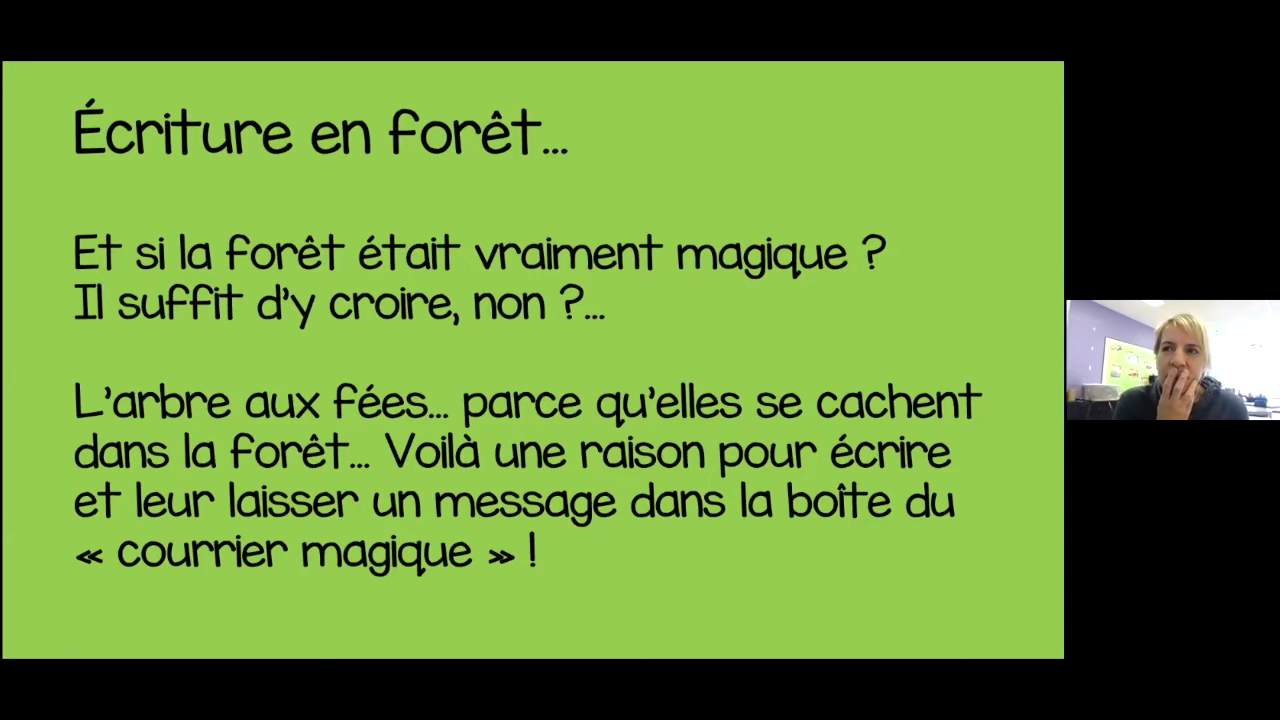 Écriture en forêt...
Et si la forêt était vraiment magique ?
Il suffit d'y croire, non ?...
L'arbre aux fées... parce qu'elles se cachent
dans la forêt... Voilà une raison pour écrire
et leur laisser un message dans la boîte du
« courrier magique » !